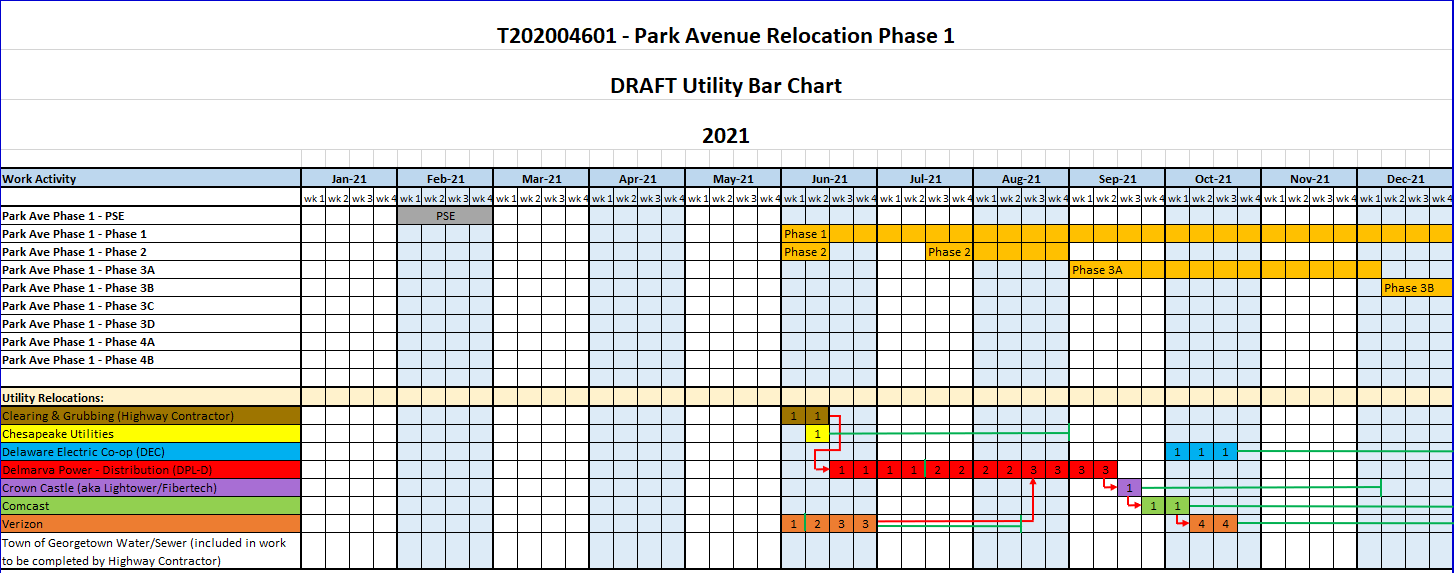 T202004601 - Park Avenue Relocation Phase 1
DRAFT Utility Bar Chart
2021
Work Activity Jan-21 Feb-21 Mar-21 Apr-21 May-21 Jun-21 Jul-21 Aug-21 Sep-21 Oct-21 Nov-21 Dec-21
wk 1 wk 2 wk 3 wk 4 wk 1 wk 2 wk 3 wk 4 wk 1 wk 2 wk 3 wk 4 wk 1 wk 2 wk 3 wk 4 wk 1 wk 2 wk 3 wk 4 wk 1 wk 2 wk 3 wk 4 wk 1 wk 2 wk 3 wk 4 wk 1 wk 2 wk 3 wk 4 wk 1 wk 2 wk 3 wk 4 wk 1 wk 2 wk 3 wk 4 wk 1 wk 2 wk 3 wk 4 wk 1 wk 2 wk 3 wk 4
Park Ave Phase 1 - PSE PSE
Park Ave Phase 1 - Phase 1 Phase 1
Park Ave Phase 1 - Phase 2 Phase 2 Phase 2
Park Ave Phase 1 - Phase 3A Phase 3A
Park Ave Phase 1 - Phase 3B Phase 3B
Park Ave Phase 1 - Phase 3C
Park Ave Phase 1 - Phase 3D
Park Ave Phase 1 - Phase 4A
Park Ave Phase 1 - Phase 4B
Utility Relocations:
Clearing & Grubbing (Highway Contractor) 1 1
Chesapeake Utilities 1
Delaware Electric Co-op (DEC) 1 1 1
Delmarva Power - Distribution (DPL-D) 1 1 1 1 2 2 2 2 3 3 3 3
Crown Castle (aka Lightower/Fibertech) 1
Comcast 1 1
Verizon 1 2 3 3 4 4
Town of Georgetown Water/Sewer (included in work
to be completed by Highway Contractor)